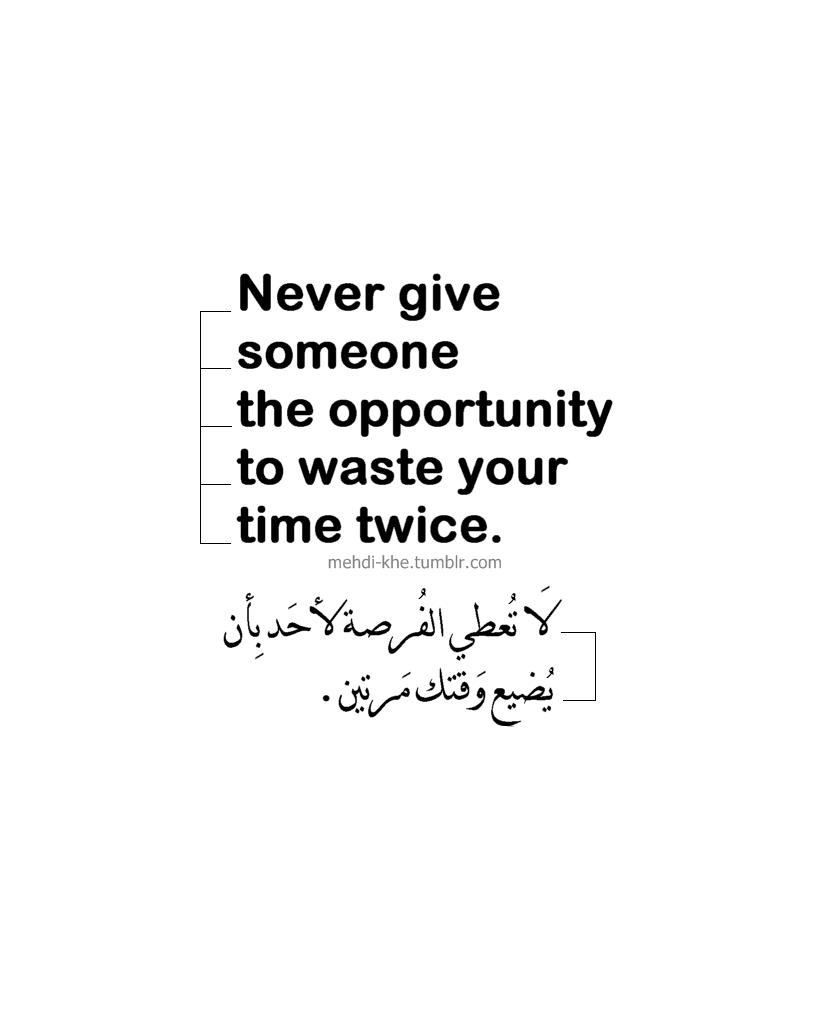 Never give
someone
the opportunity
to waste your
time twice.
mehdi-khe.tumblr.com
لَا تُعطي الفُرصة لأحَد بِأن
يُضيع وَقتك مَرتين .